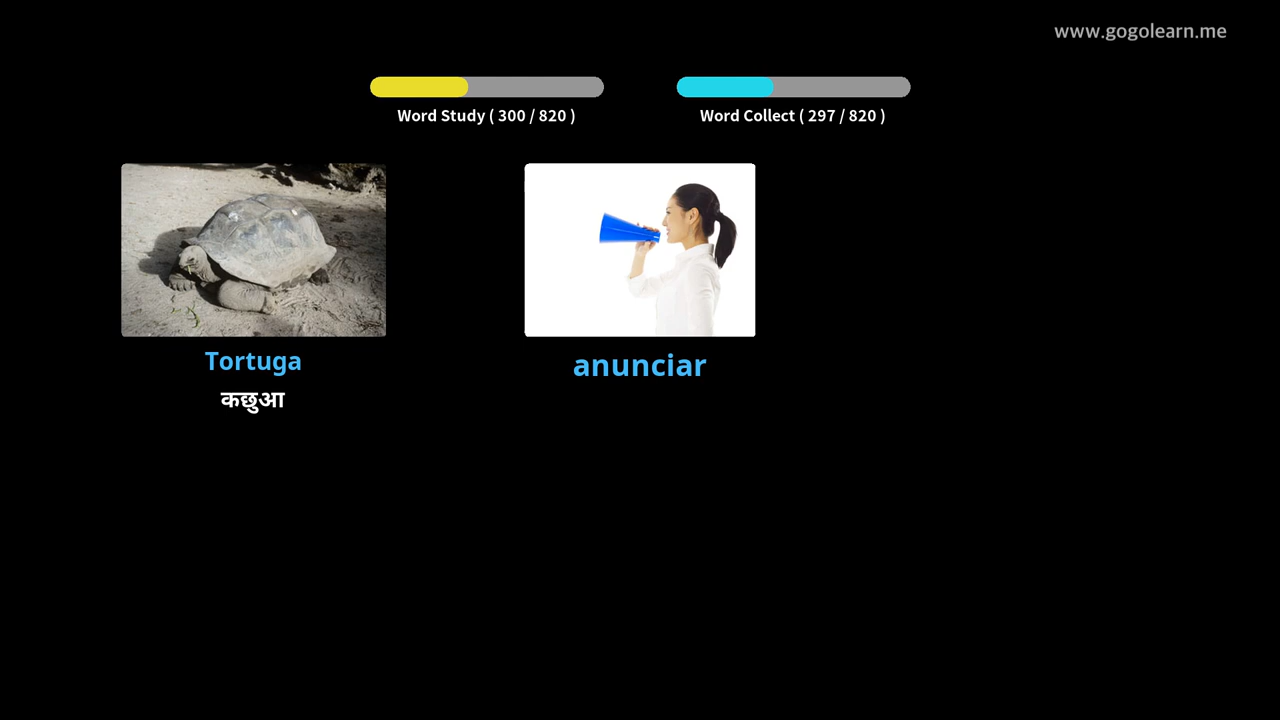 www.gogolearn.me
Word Study ( 300 / 820 )
Word Collect ( 297 / 820 )
Tortuga
कछुआ
anunciar